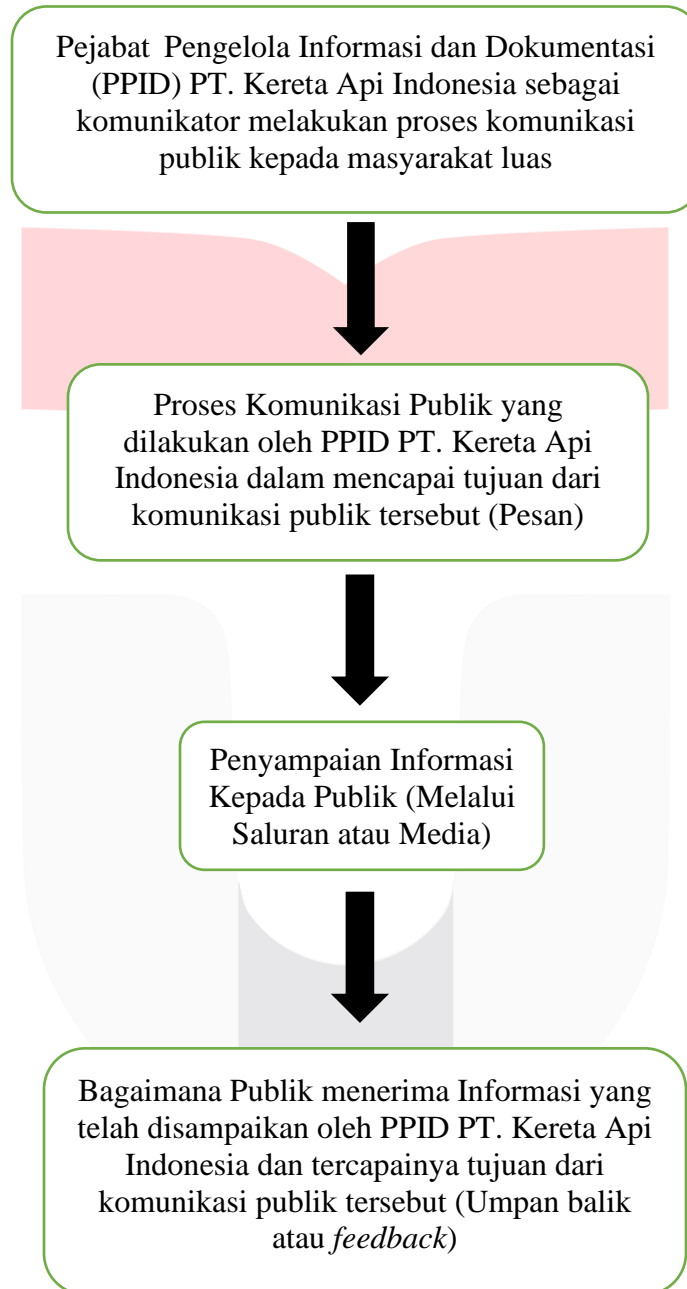 Pejabat Pengelola Informasi dan Dokumentasi
(PPID) PT. Kereta Api Indonesia sebagai
komunikator melakukan proses komunikasi
publik kepada masyarakat luas
Proses Komunikasi Publik yang
dilakukan oleh PPID PT. Kereta Api
Indonesia dalam mencapai tujuan dari
komunikasi publik tersebut (Pesan)
Penyampaian Informasi
Kepada Publik (Melalui
Saluran atau Media)
Bagaimana Publik menerima Informasi yang
telah disampaikan oleh PPID PT. Kereta Api
Indonesia dan tercapainya tujuan dari
komunikasi publik tersebut (Umpan balik
atau feedback)